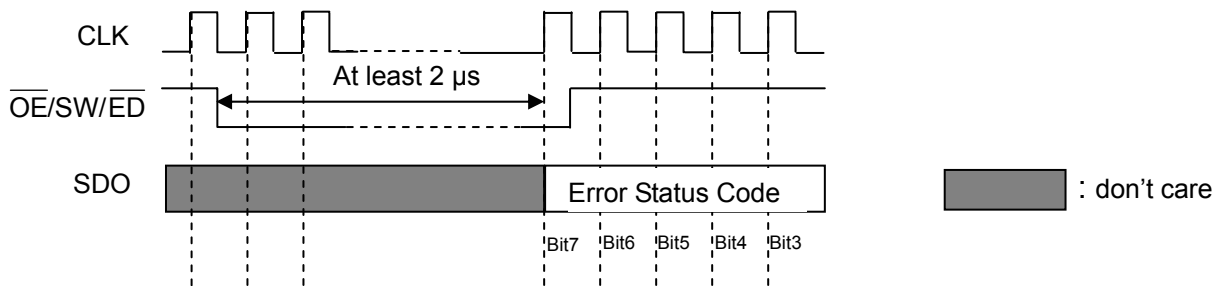 CLK
At least 2 µs
OE/SW/ED
SDO
Error Status Code
: don't care
Bit7 Bit6 Bit5 Bit4 Bit3